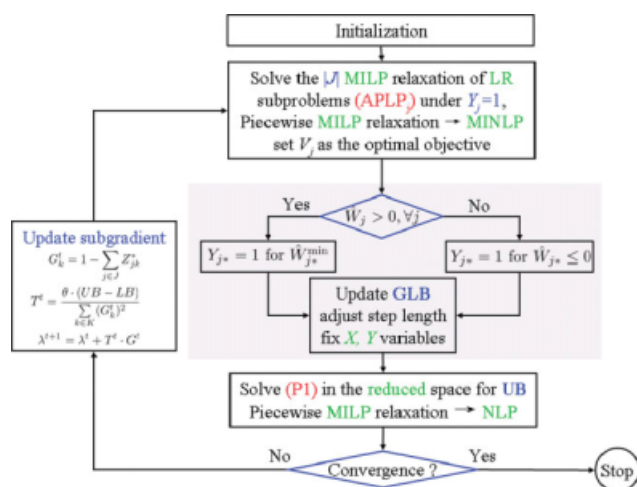 Initialization
Solve the |J| MILP relaxation of LR
subproblems (APLPⱼ) under Yⱼ=1,
Piecewise MILP relaxation → MINLP
set Vⱼ as the optimal objective
Yes
Ŵⱼ > 0, ∀j
No
Yⱼ* = 1 for Ŵⱼ*ᵐⁱⁿ
Yⱼ* = 1 for Ŵⱼ* ≤ 0
Update GLB
adjust step length
fix X, Y variables
Update subgradient
Gₖᵗ = 1 − ∑_{j∈J} Zⱼₖ*
Tᵗ = θ·(UB − LB) / ∑_{k∈K} (Gₖᵗ)²
λᵗ⁺¹ = λᵗ + Tᵗ · Gᵗ
Solve (P1) in the reduced space for UB
Piecewise MILP relaxation → NLP
No
Convergence ?
Yes
Stop